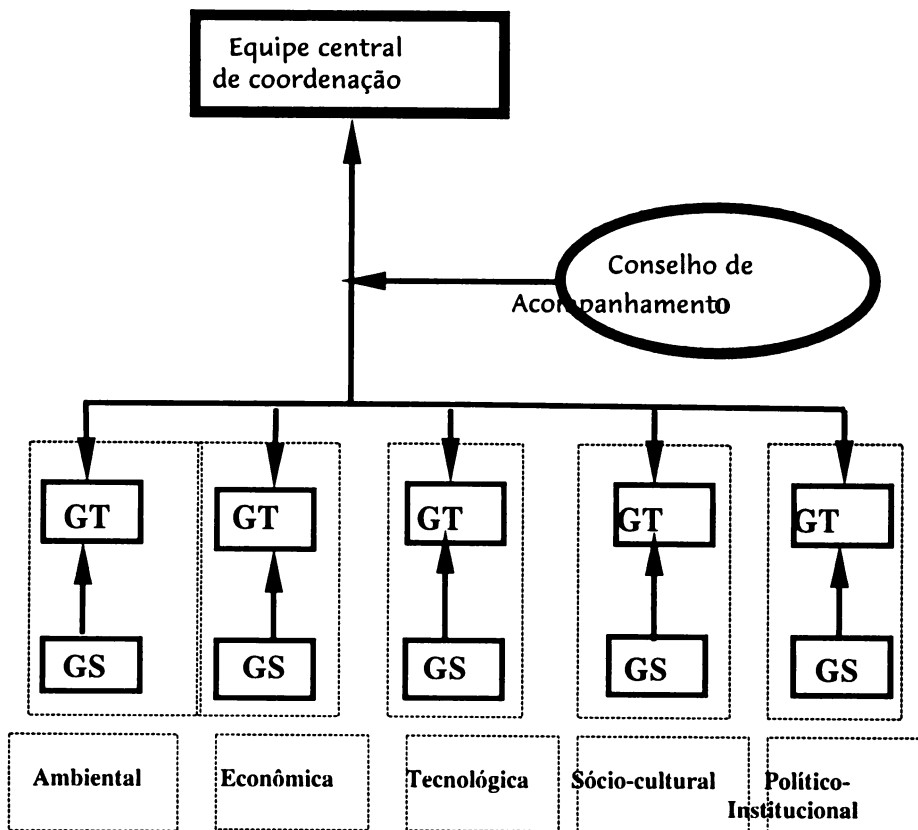 Equipe central
de coordenação
Conselho de
Acompanhamento
GT GT GT GT GT
GS GS GS GS GS
Ambiental Econômica Tecnológica Sócio-cultural Político-
Institucional